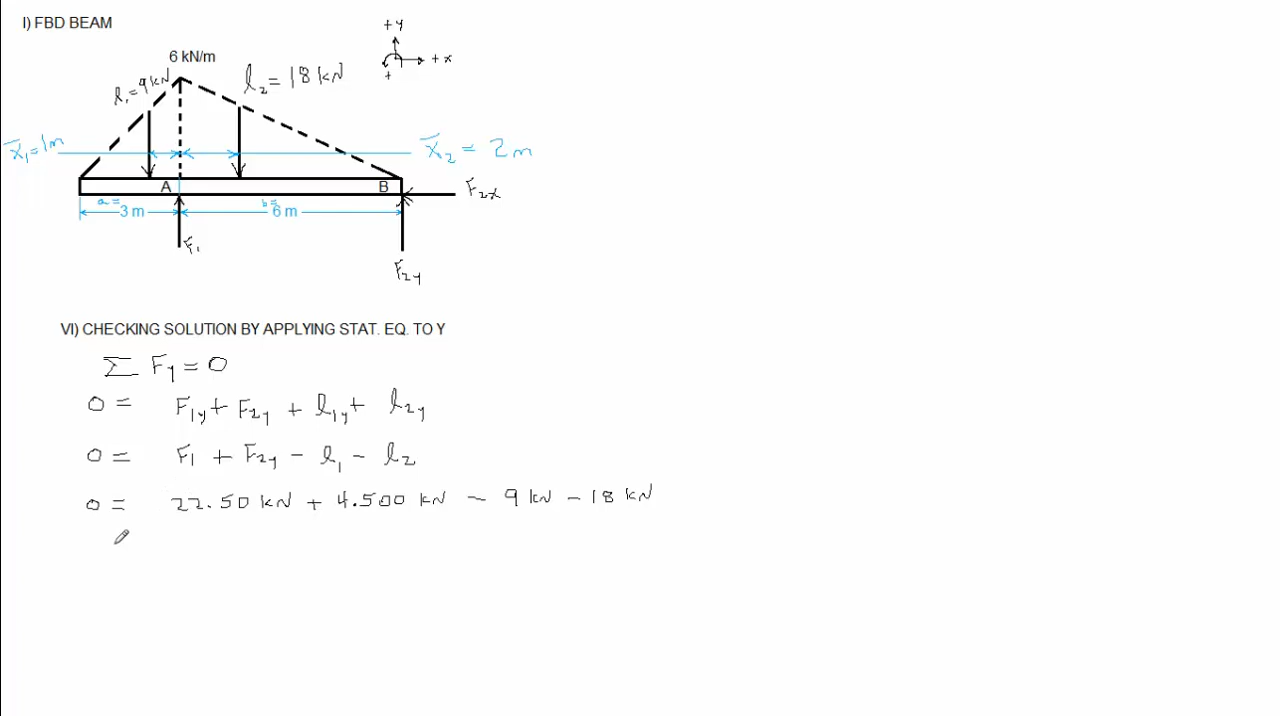 I) FBD BEAM
+ y
6 kN/m
+ x
+
l₁=9 kN
l₂= 18 kN
x̄₁=1m
x̄₂ = 2 m
A
B
F₂ₓ
a =
3 m
b=
6 m
F₁
F₂y
VI) CHECKING SOLUTION BY APPLYING STAT. EQ. TO Y
Σ Fy = 0
0 = F₁y + F₂y + l₁y + l₂y
0 = F₁ + F₂y - l₁ - l₂
0 = 22.50 kN + 4.500 kN - 9 kN - 18 kN